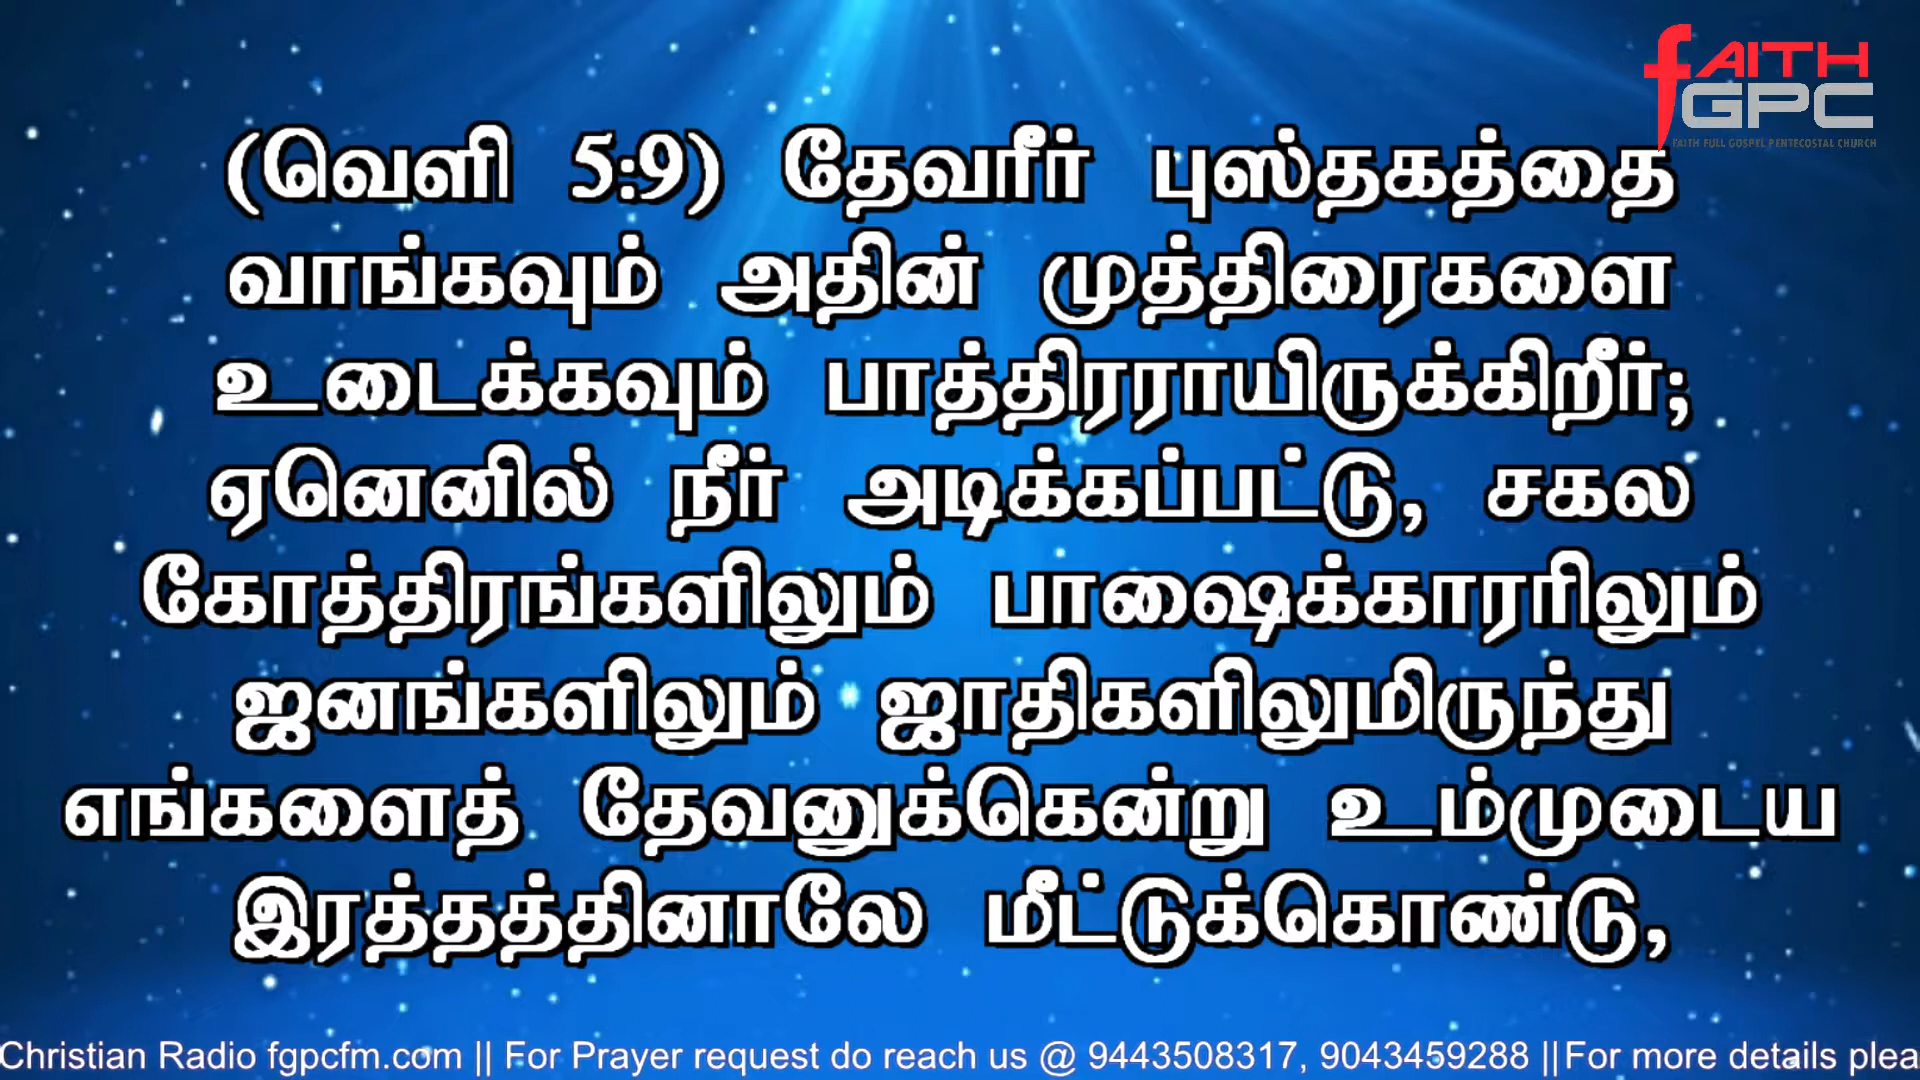 FAITH
GPC
FAITH FULL GOSPEL PENTECOSTAL CHURCH
(வெளி 5:9) தேவரீர் புஸ்தகத்தை
வாங்கவும் அதின் முத்திரைகளை
உடைக்கவும் பாத்திரராயிருக்கிறீர்;
ஏனெனில் நீர் அடிக்கப்பட்டு, சகல
கோத்திரங்களிலும் பாஷைக்காரரிலும்
ஜனங்களிலும் ஜாதிகளிலுமிருந்து
எங்களைத் தேவனுக்கென்று உம்முடைய
இரத்தத்தினாலே மீட்டுக்கொண்டு,
Christian Radio fgpcfm.com || For Prayer request do reach us @ 9443508317, 9043459288 ||For more details plea